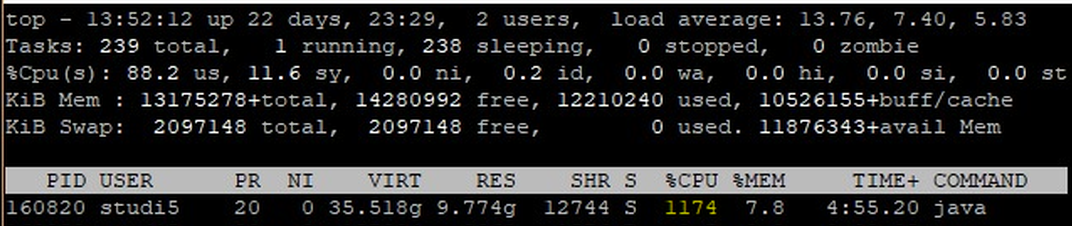 top - 13:52:12 up 22 days, 23:29,  2 users,  load average: 13.76, 7.40, 5.83
Tasks: 239 total,   1 running, 238 sleeping,   0 stopped,   0 zombie
%Cpu(s): 88.2 us, 11.6 sy,  0.0 ni,  0.2 id,  0.0 wa,  0.0 hi,  0.0 si,  0.0 st
KiB Mem : 13175278+total, 14280992 free, 12210240 used, 10526155+buff/cache
KiB Swap:  2097148 total,  2097148 free,        0 used. 11876343+avail Mem
PID USER      PR  NI    VIRT    RES    SHR S  %CPU %MEM     TIME+ COMMAND
160820 studi5    20   0 35.518g 9.774g  12744 S  1174  7.8   4:55.20 java